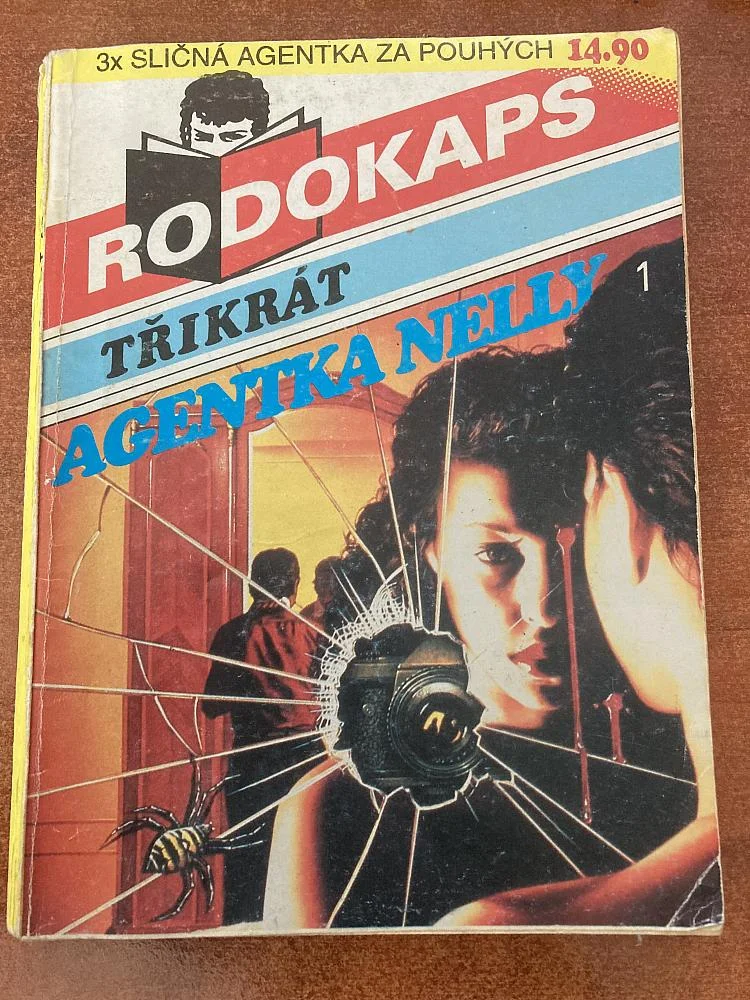 3x SLIČNÁ AGENTKA ZA POUHÝCH 14.90
RODOKAPS
TŘIKRÁT
AGENTKA NELLY
1